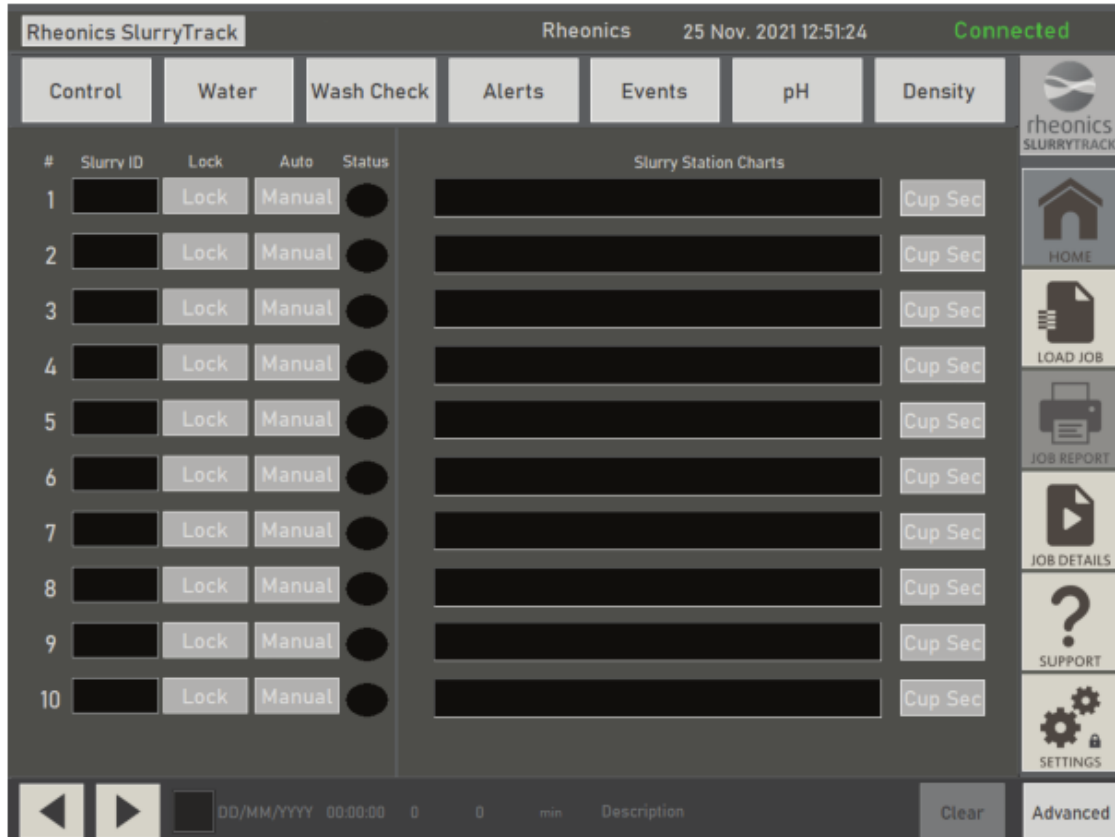 Rheonics SlurryTrack Rheonics 25 Nov. 2021 12:51:24 Connected
Control Water Wash Check Alerts Events pH Density
rheonics
SLURRYTRACK
# Slurry ID Lock Auto Status Slurry Station Charts
1 Lock Manual Cup Sec
2 Lock Manual Cup Sec
HOME
3 Lock Manual Cup Sec
4 Lock Manual Cup Sec
LOAD JOB
5 Lock Manual Cup Sec
JOB REPORT
6 Lock Manual Cup Sec
7 Lock Manual Cup Sec
JOB DETAILS
8 Lock Manual Cup Sec
9 Lock Manual Cup Sec
SUPPORT
10 Lock Manual Cup Sec
SETTINGS
DD/MM/YYYY 00:00:00 0 0 min Description Clear Advanced